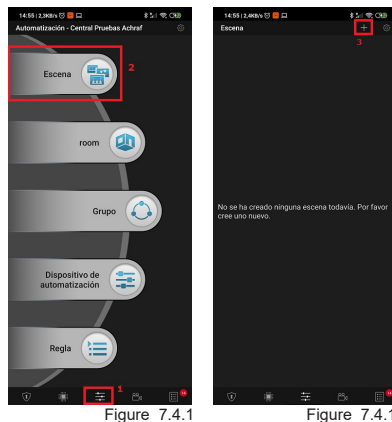 14:55 | 2,3KB/s
Automatización - Central Pruebas Achraf
2
Escena
room
Grupo
Dispositivo de
automatización
Regla
1
Figure 7.4.1
14:55 | 2,4KB/s
Escena
3
No se ha creado ninguna escena todavía. Por favor
cree uno nuevo.
Figure 7.4.1